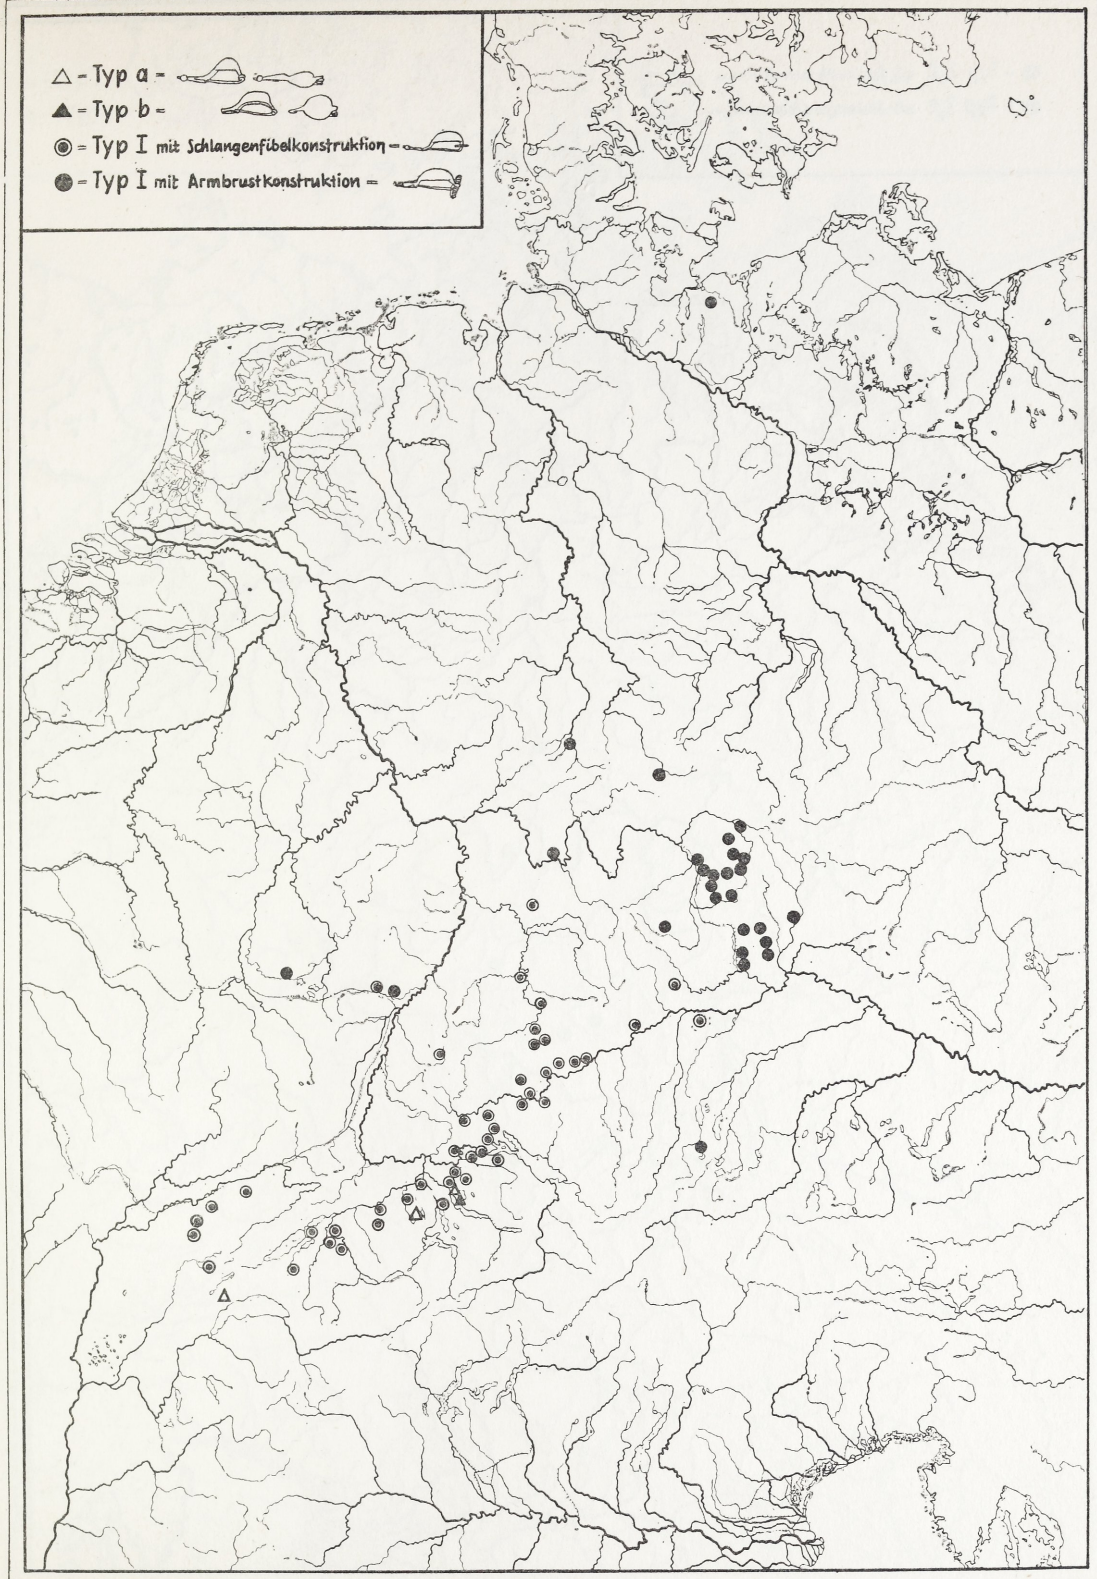 - Typ a -
- Typ b -
- Typ I mit Schlangenfibelkonstruktion -
- Typ I mit Armbrustkonstruktion -